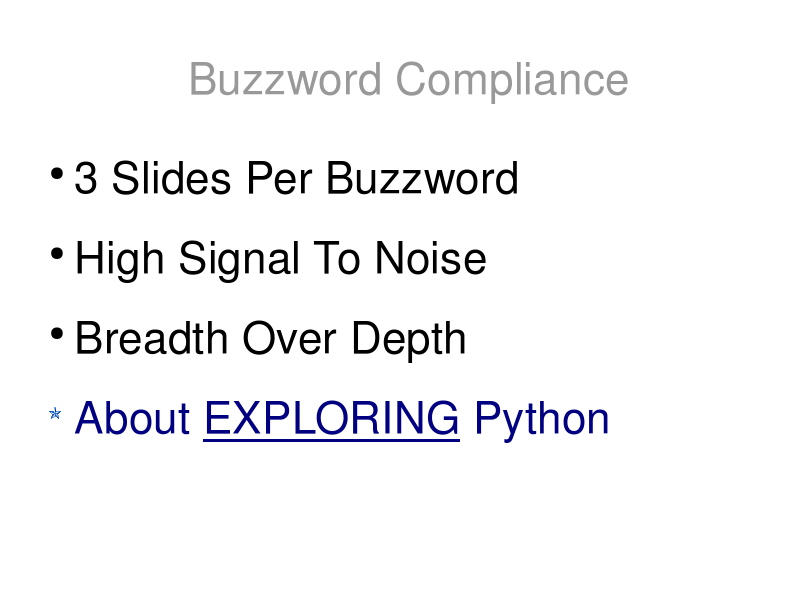 Buzzword Compliance
• 3 Slides Per Buzzword
• High Signal To Noise
• Breadth Over Depth
* About EXPLORING Python